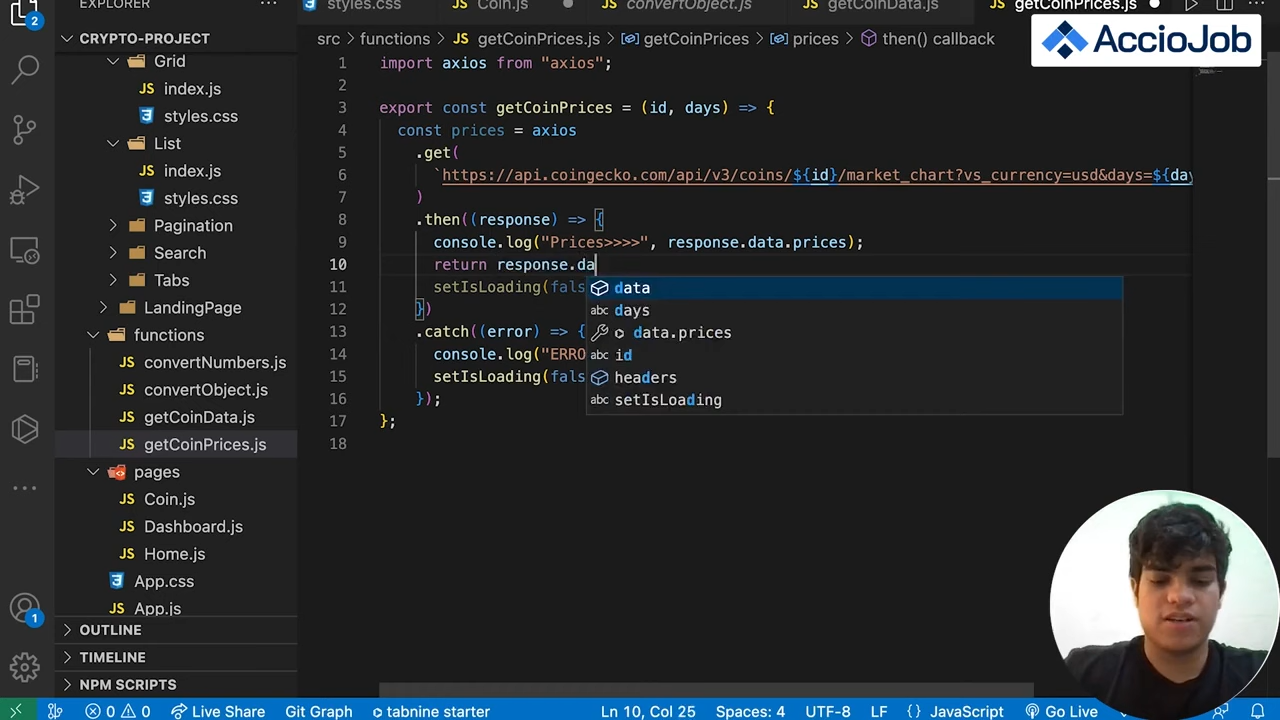 EXPLORER
styles.css
Coin.js
convertObject.js
getCoinData.js
getCoinPrices.js
AccioJob
2
CRYPTO-PROJECT
src > functions > JS getCoinPrices.js > getCoinPrices > prices > then() callback
Grid
JS index.js
styles.css
List
JS index.js
styles.css
Pagination
Search
Tabs
LandingPage
functions
JS convertNumbers.js
JS convertObject.js
JS getCoinData.js
JS getCoinPrices.js
pages
JS Coin.js
JS Dashboard.js
JS Home.js
App.css
JS App.js
OUTLINE
TIMELINE
NPM SCRIPTS
1
1 import axios from "axios";
2
3 export const getCoinPrices = (id, days) => {
4 const prices = axios
5 .get(
6 `https://api.coingecko.com/api/v3/coins/${id}/market_chart?vs_currency=usd&days=${day
7 )
8 .then((response) => {
9 console.log("Prices>>>>", response.data.prices);
10 return response.da
11 setIsLoading(fals
12 })
13 .catch((error) => {
14 console.log("ERRO
15 setIsLoading(fals
16 });
17 };
18
data
abc days
data.prices
abc id
headers
abc setIsLoading
0 0 Live Share Git Graph tabnine starter Ln 10, Col 25 Spaces: 4 UTF-8 LF {} JavaScript Go Live